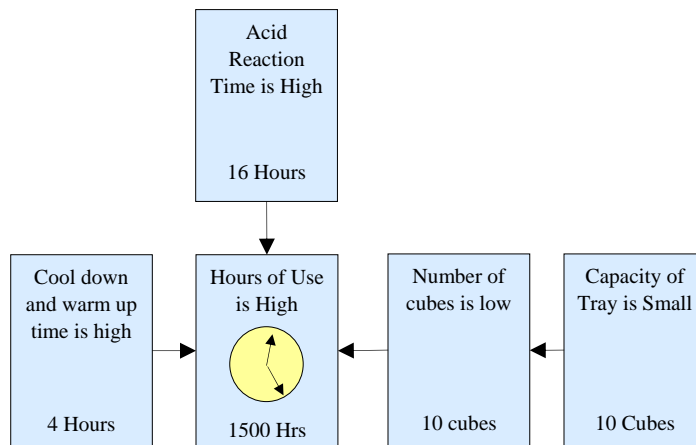 Acid
Reaction
Time is High
16 Hours
Cool down
and warm up
time is high
4 Hours
Hours of Use
is High
1500 Hrs
Number of
cubes is low
10 cubes
Capacity of
Tray is Small
10 Cubes